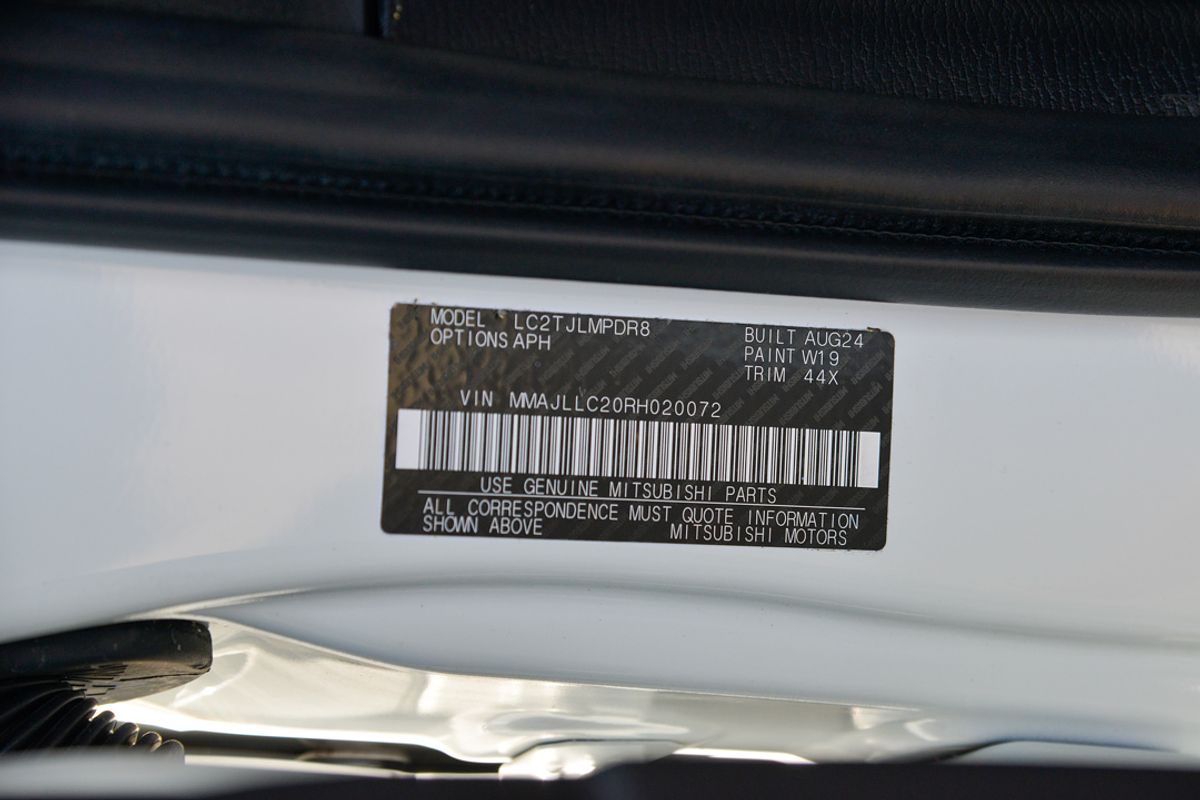 MODEL LC2TJLMPDR8
OPTIONS APH
BUILT AUG24
PAINT W19
TRIM 44X
VIN MMAJLLC20RH020072
USE GENUINE MITSUBISHI PARTS
ALL CORRESPONDENCE MUST QUOTE INFORMATION
SHOWN ABOVE MITSUBISHI MOTORS